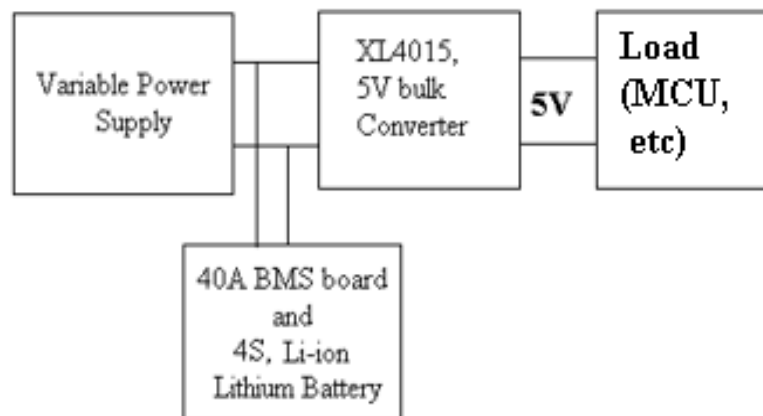 Variable Power
Supply
XL4015,
5V bulk
Converter
5V
Load
(MCU,
etc)
40A BMS board
and
4S, Li-ion
Lithium Battery